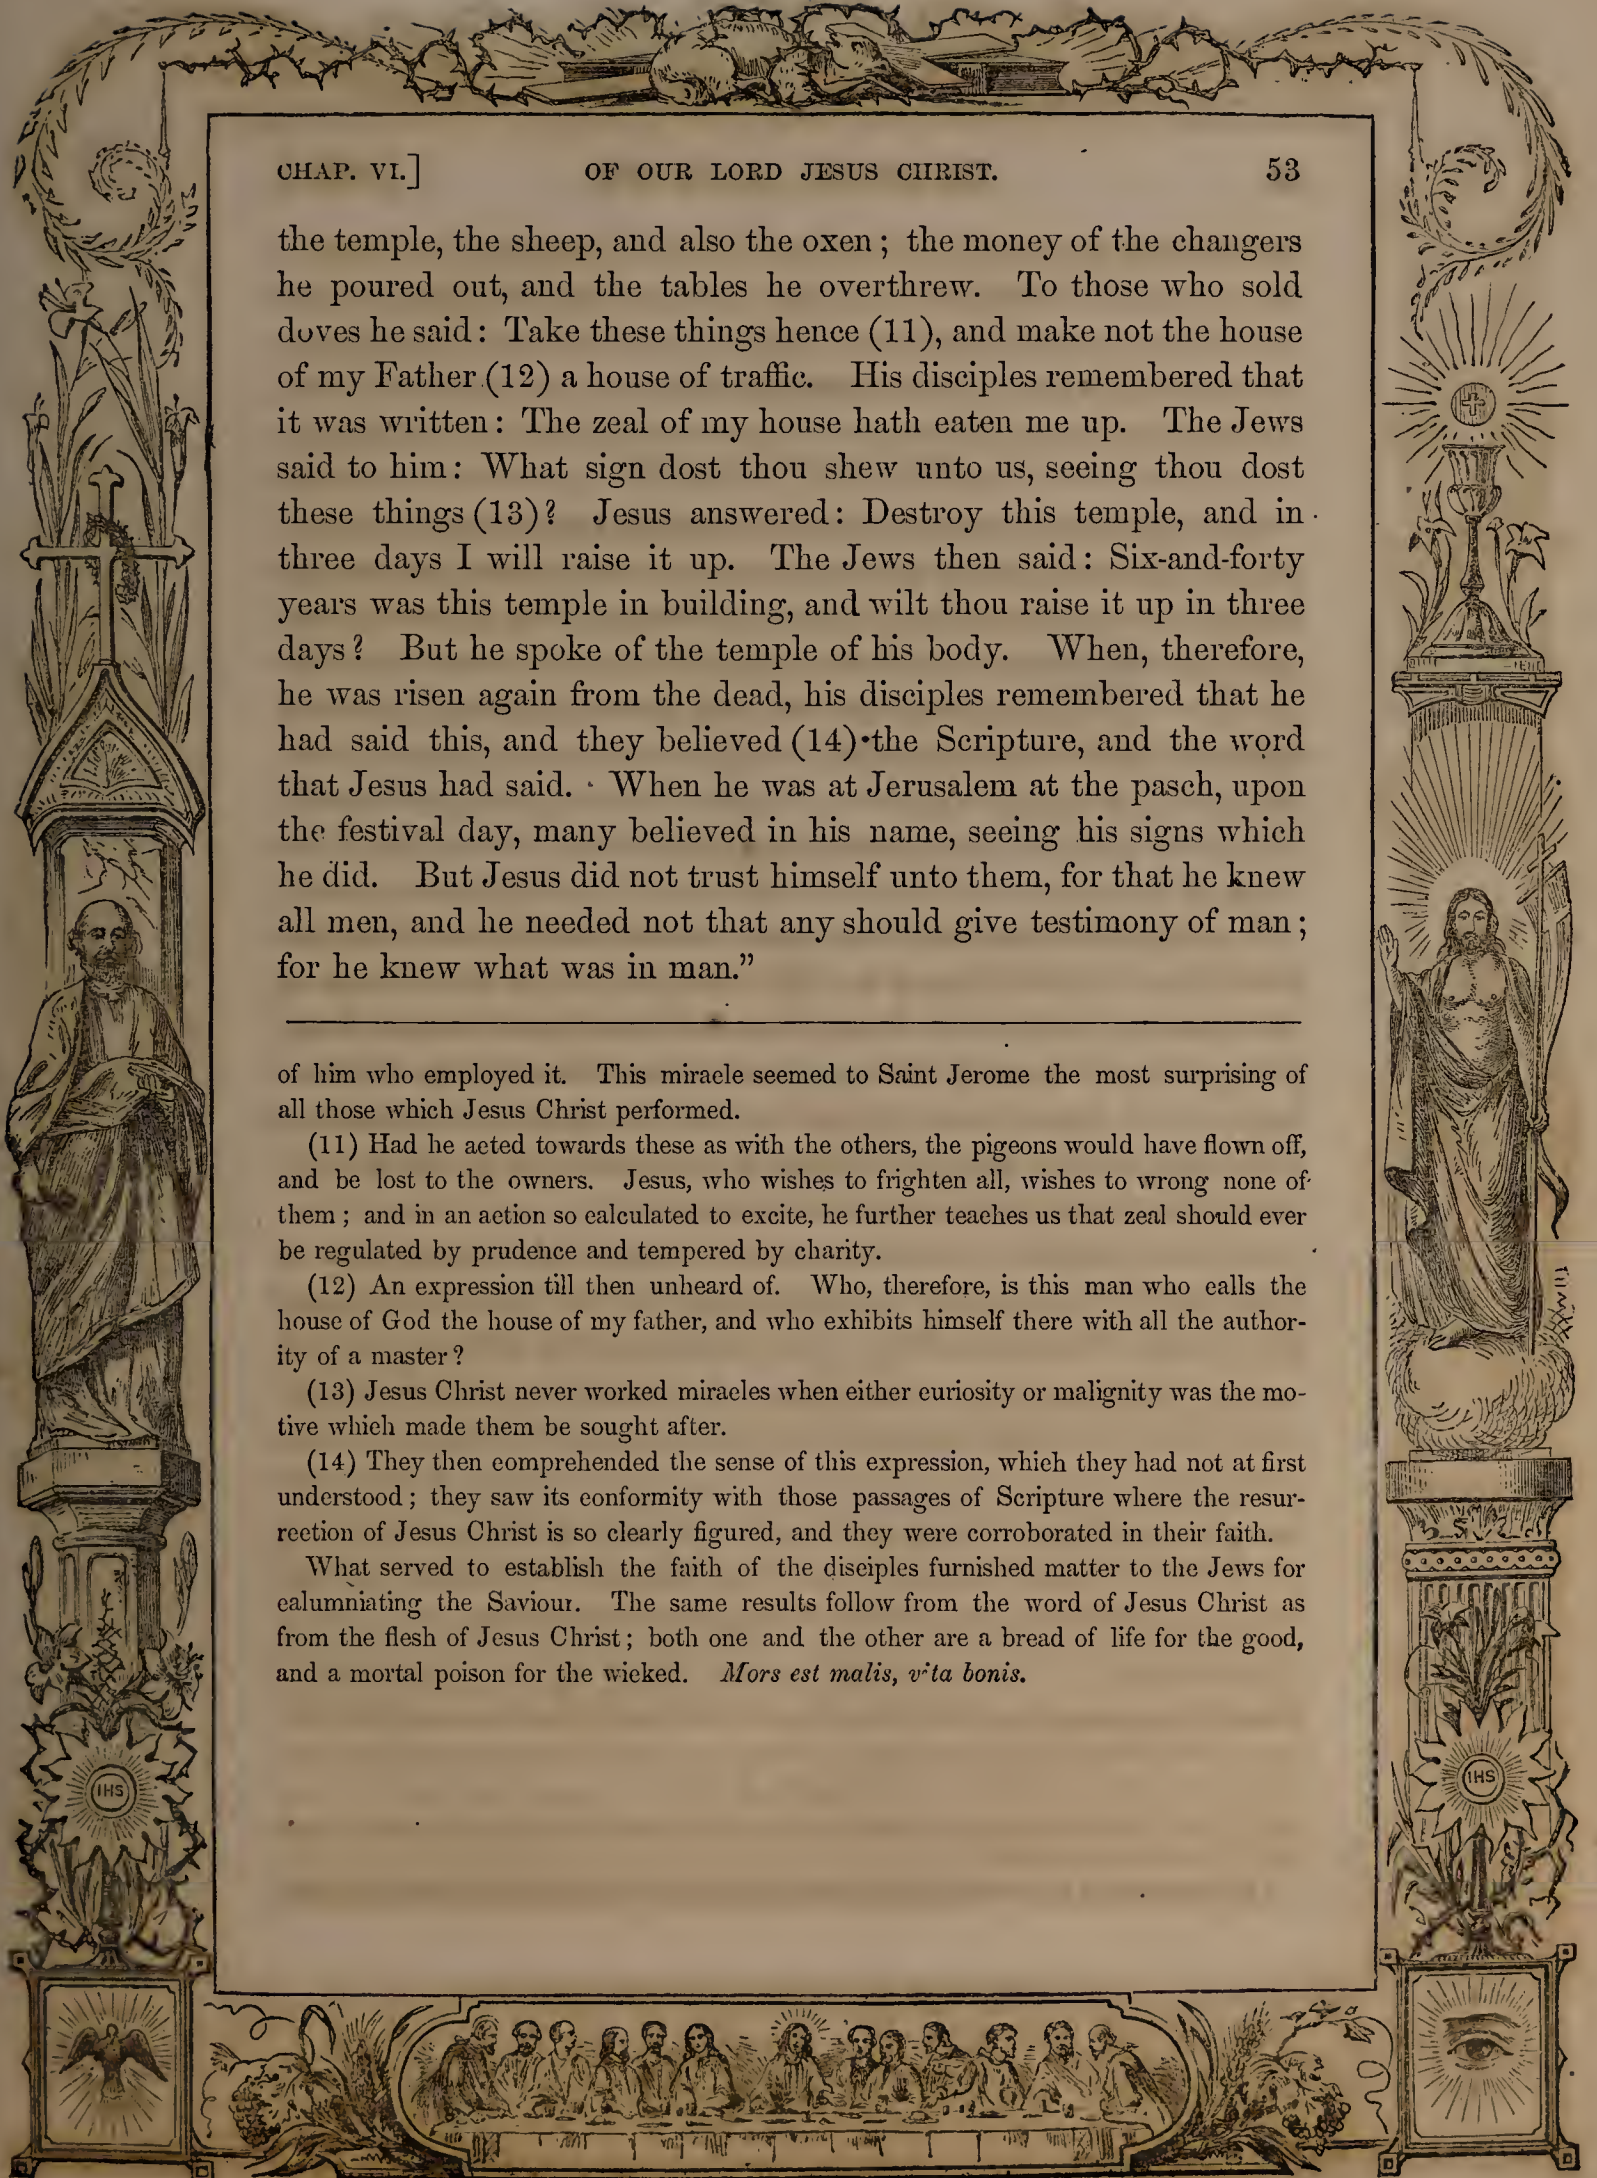 CHAP. VI.] OF OUR LORD JESUS CHRIST. 53
the temple, the sheep, and also the oxen ; the money of the changers
he poured out, and the tables he overthrew. To those who sold
doves he said : Take these things hence (11), and make not the house
of my Father (12) a house of traffic. His disciples remembered that
it was written : The zeal of my house hath eaten me up. The Jews
said to him : What sign dost thou shew unto us, seeing thou dost
these things (13) ? Jesus answered : Destroy this temple, and in
three days I will raise it up. The Jews then said : Six-and-forty
years was this temple in building, and wilt thou raise it up in three
days ? But he spoke of the temple of his body. When, therefore,
he was risen again from the dead, his disciples remembered that he
had said this, and they believed (14) the Scripture, and the word
that Jesus had said. When he was at Jerusalem at the pasch, upon
the festival day, many believed in his name, seeing his signs which
he did. But Jesus did not trust himself unto them, for that he knew
all men, and he needed not that any should give testimony of man ;
for he knew what was in man.”
of him who employed it. This miracle seemed to Saint Jerome the most surprising of
all those which Jesus Christ performed.
(11) Had he acted towards these as with the others, the pigeons would have flown off,
and be lost to the owners. Jesus, who wishes to frighten all, wishes to wrong none of
them ; and in an action so calculated to excite, he further teaches us that zeal should ever
be regulated by prudence and tempered by charity.
(12) An expression till then unheard of. Who, therefore, is this man who calls the
house of God the house of my father, and who exhibits himself there with all the author-
ity of a master ?
(13) Jesus Christ never worked miracles when either curiosity or malignity was the mo-
tive which made them be sought after.
(14) They then comprehended the sense of this expression, which they had not at first
understood ; they saw its conformity with those passages of Scripture where the resur-
rection of Jesus Christ is so clearly figured, and they were corroborated in their faith.
What served to establish the faith of the disciples furnished matter to the Jews for
calumniating the Saviour. The same results follow from the word of Jesus Christ as
from the flesh of Jesus Christ ; both one and the other are a bread of life for the good,
and a mortal poison for the wicked. Mors est malis, vita bonis.
IHS
IHS